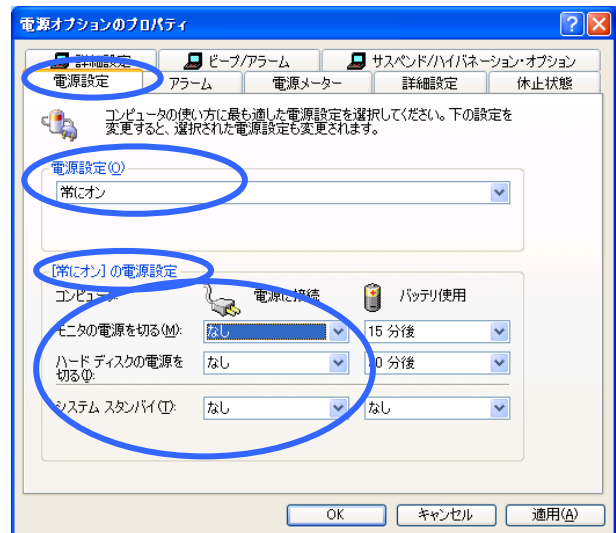 電源オプションのプロパティ
詳細設定 ビープ/アラーム サスペンド/ハイバネーション・オプション
電源設定 アラーム 電源メーター 詳細設定 休止状態
コンピュータの使い方に最も適した電源設定を選択してください。下の設定を
変更すると、選択された電源設定も変更されます。
電源設定(O)
常にオン
[常にオン] の電源設定
コンピュータ: 電源に接続 バッテリ使用
モニタの電源を切る(M): なし 15 分後
ハード ディスクの電源を なし 分後
切る(I):
システム スタンバイ(T): なし なし
OK キャンセル 適用(A)